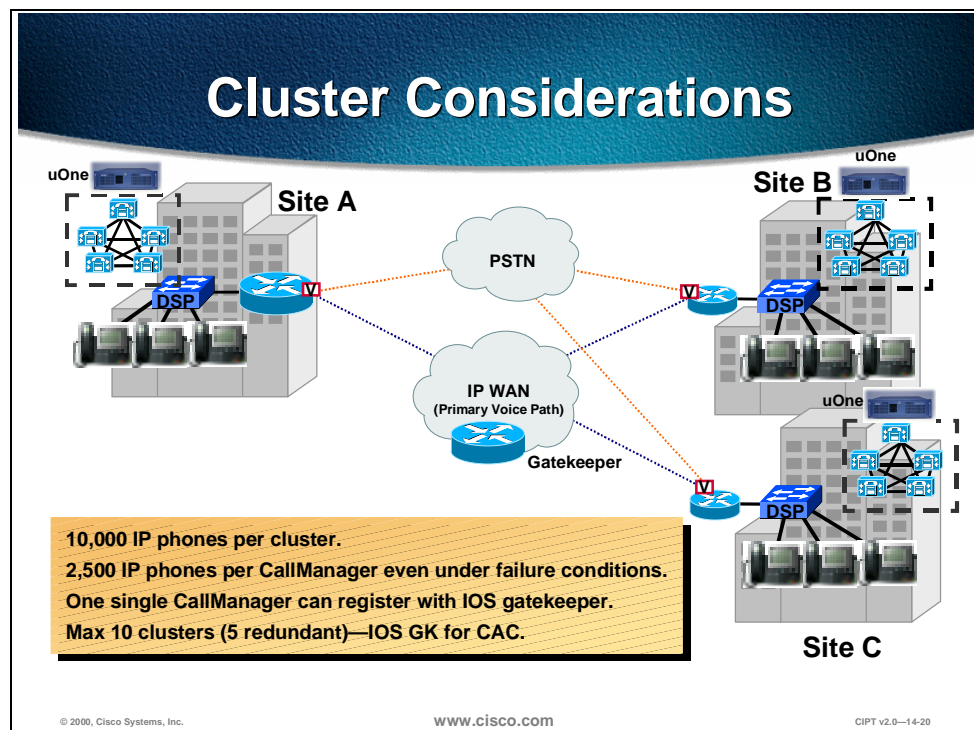 Cluster Considerations
uOne
Site A
DSP
V
PSTN
IP WAN
(Primary Voice Path)
Gatekeeper
uOne
Site B
V
DSP
uOne
V
DSP
Site C
10,000 IP phones per cluster.
2,500 IP phones per CallManager even under failure conditions.
One single CallManager can register with IOS gatekeeper.
Max 10 clusters (5 redundant)—IOS GK for CAC.
© 2000, Cisco Systems, Inc.
www.cisco.com
CIPT v2.0—14-20